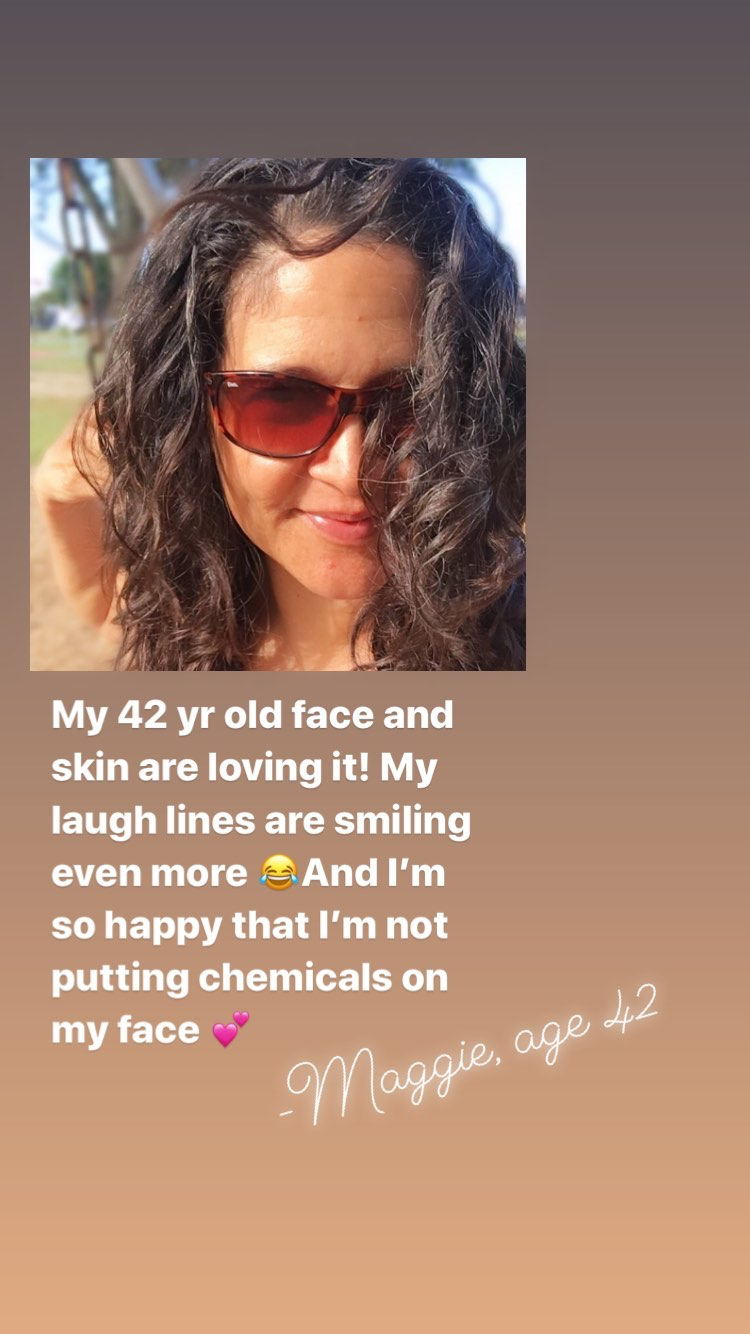 My 42 yr old face and
skin are loving it! My
laugh lines are smiling
even more 😂And I’m
so happy that I’m not
putting chemicals on
my face 💕
-Maggie, age 42